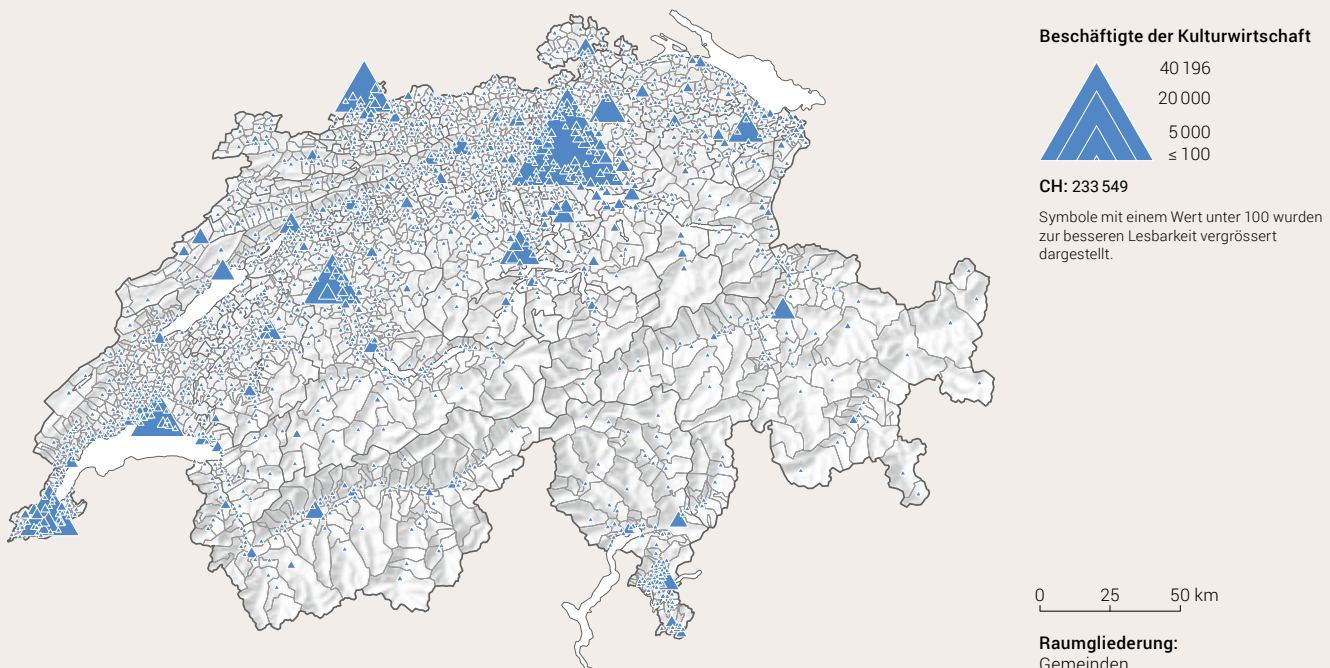 Beschäftigte der Kulturwirtschaft
40 196
20 000
5 000
≤ 100
CH: 233 549
Symbole mit einem Wert unter 100 wurden
zur besseren Lesbarkeit vergrössert
dargestellt.
0 25 50 km
Raumgliederung:
Gemeinden